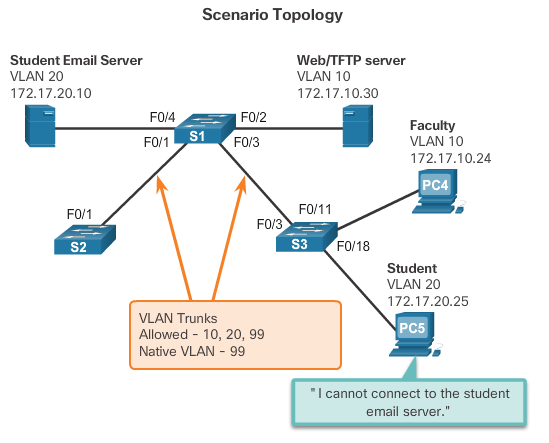 Scenario Topology
Student Email Server
VLAN 20
172.17.20.10
Web/TFTP server
VLAN 10
172.17.10.30
F0/4
F0/2
S1
F0/1
F0/3
Faculty
VLAN 10
172.17.10.24
PC4
F0/1
S2
F0/11
F0/3
S3
F0/18
Student
VLAN 20
172.17.20.25
PC5
VLAN Trunks
Allowed - 10, 20, 99
Native VLAN - 99
" I cannot connect to the student
email server."